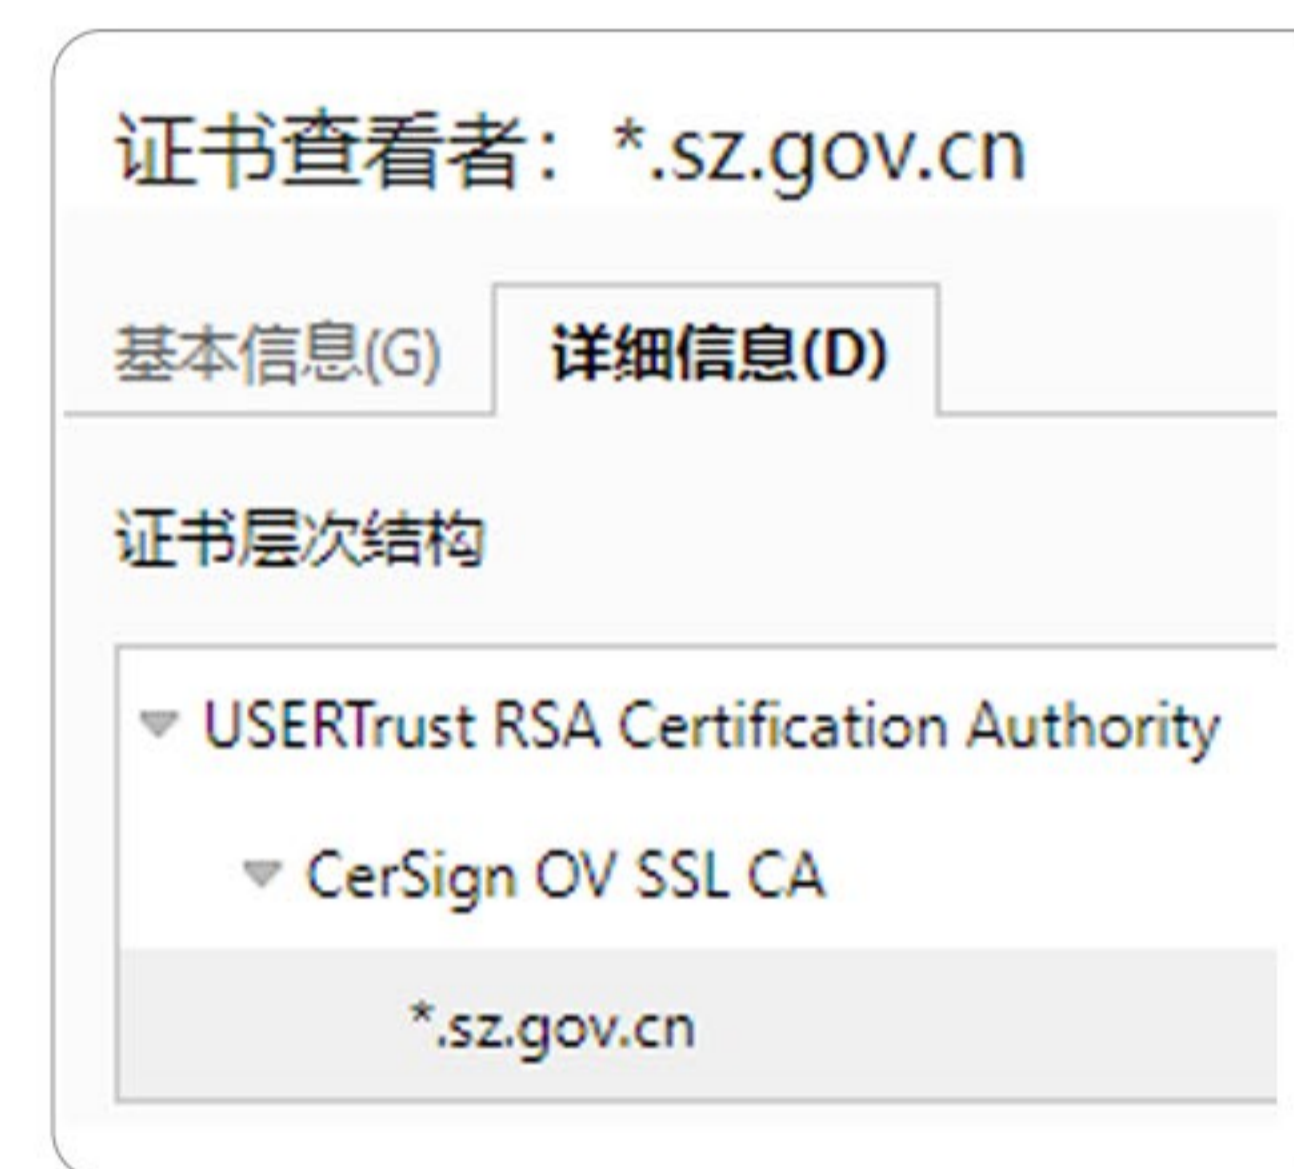 证书查看者：*.sz.gov.cn
基本信息(G) 详细信息(D)
证书层次结构
USERTrust RSA Certification Authority
CerSign OV SSL CA
*.sz.gov.cn